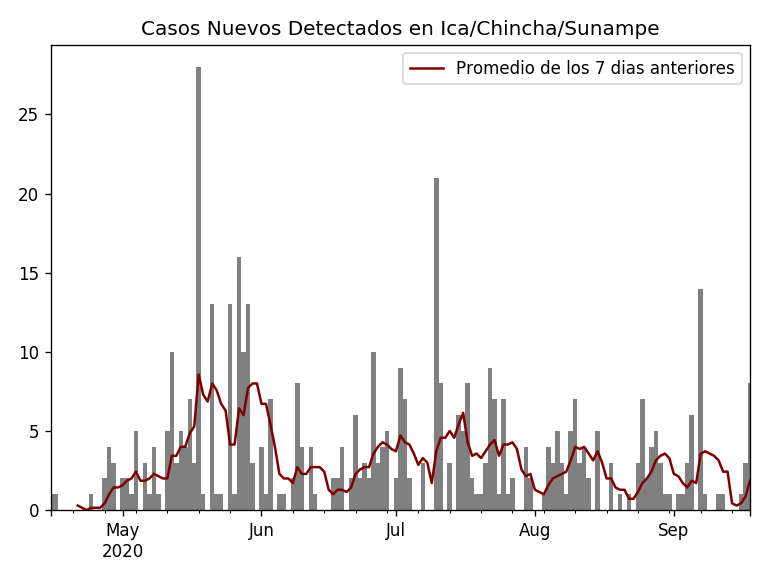 Casos Nuevos Detectados en Ica/Chincha/Sunampe
Promedio de los 7 dias anteriores
25
20
15
10
5
0
May Jun Jul Aug Sep
2020